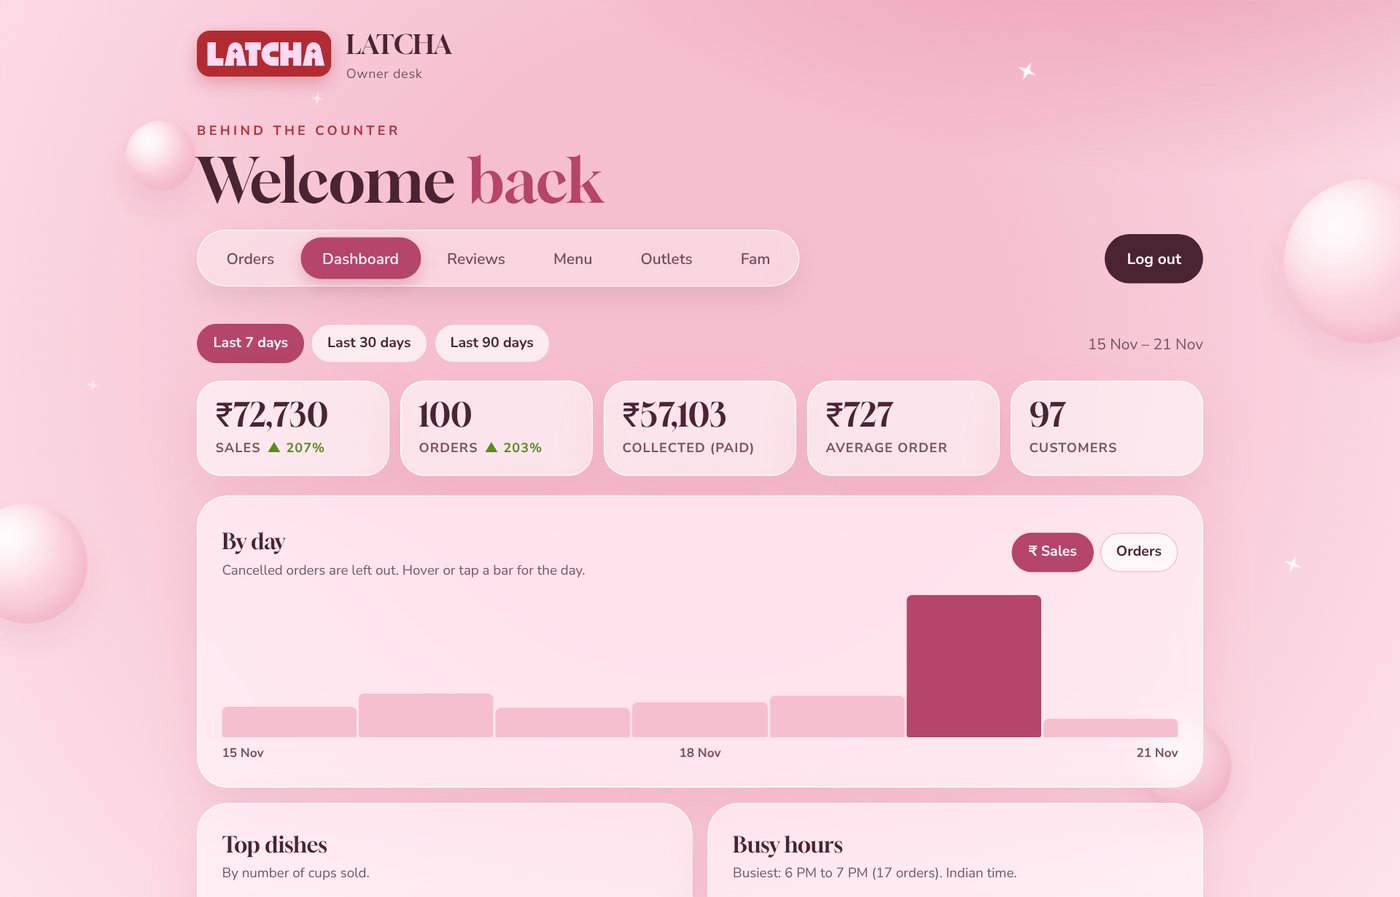 LATCHA
LATCHA
Owner desk
BEHIND THE COUNTER
Welcome back
Orders Dashboard Reviews Menu Outlets Fam
Log out
Last 7 days Last 30 days Last 90 days
15 Nov – 21 Nov
₹72,730
SALES ▲ 207%
100
ORDERS ▲ 203%
₹57,103
COLLECTED (PAID)
₹727
AVERAGE ORDER
97
CUSTOMERS
By day
Cancelled orders are left out. Hover or tap a bar for the day.
₹ Sales Orders
15 Nov 18 Nov 21 Nov
Top dishes
By number of cups sold.
Busy hours
Busiest: 6 PM to 7 PM (17 orders). Indian time.